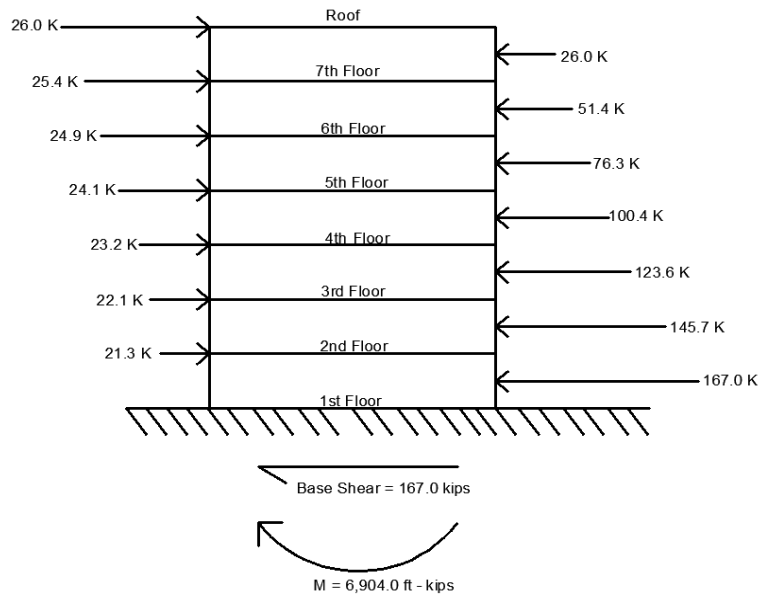 Roof
26.0 K
26.0 K
7th Floor
25.4 K
51.4 K
6th Floor
24.9 K
76.3 K
5th Floor
24.1 K
100.4 K
4th Floor
23.2 K
123.6 K
3rd Floor
22.1 K
145.7 K
2nd Floor
21.3 K
167.0 K
1st Floor
Base Shear = 167.0 kips
M = 6,904.0 ft - kips